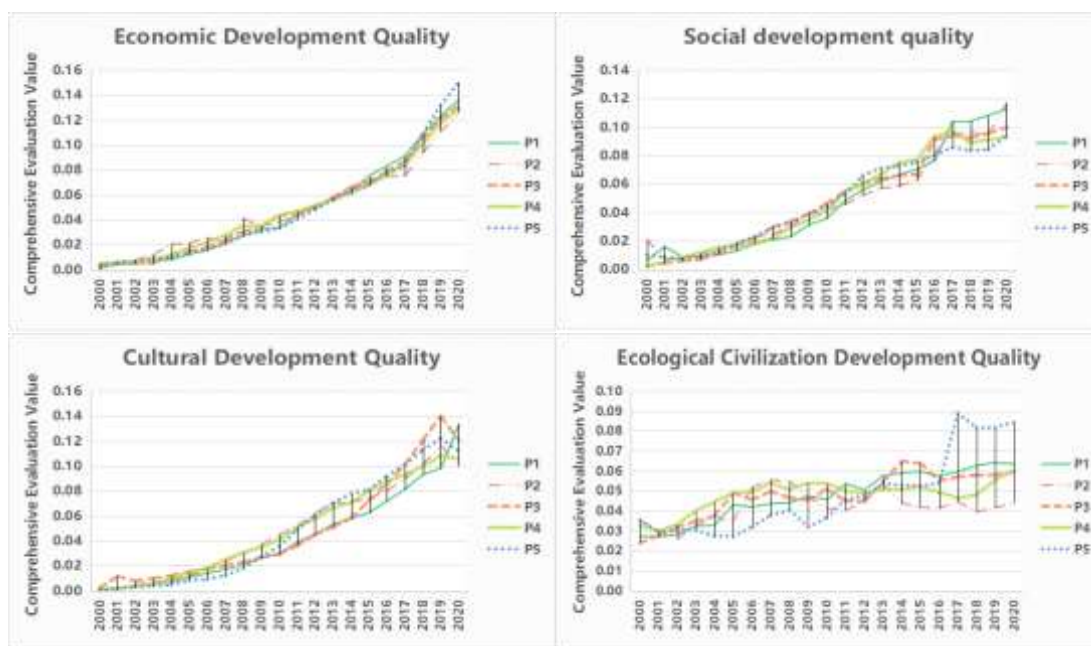 Economic Development Quality
Comprehensive Evaluation Value
0.16
0.14
0.12
0.10
0.08
0.06
0.04
0.02
0.00
2000 2001 2002 2003 2004 2005 2006 2007 2008 2009 2010 2011 2012 2013 2014 2015 2016 2017 2018 2019 2020
P1
P2
P3
P4
P5
Social development quality
Comprehensive Evaluation Value
0.14
0.12
0.10
0.08
0.06
0.04
0.02
0.00
2000 2001 2002 2003 2004 2005 2006 2007 2008 2009 2010 2011 2012 2013 2014 2015 2016 2017 2018 2019 2020
P1
P2
P3
P4
P5
Cultural Development Quality
Comprehensive Evaluation Value
0.16
0.14
0.12
0.10
0.08
0.06
0.04
0.02
0.00
2000 2001 2002 2003 2004 2005 2006 2007 2008 2009 2010 2011 2012 2013 2014 2015 2016 2017 2018 2019 2020
P1
P2
P3
P4
P5
Ecological Civilization Development Quality
Comprehensive Evaluation Value
0.10
0.09
0.08
0.07
0.06
0.05
0.04
0.03
0.02
0.01
0.00
2000 2001 2002 2003 2004 2005 2006 2007 2008 2009 2010 2011 2012 2013 2014 2015 2016 2017 2018 2019 2020
P1
P2
P3
P4
P5